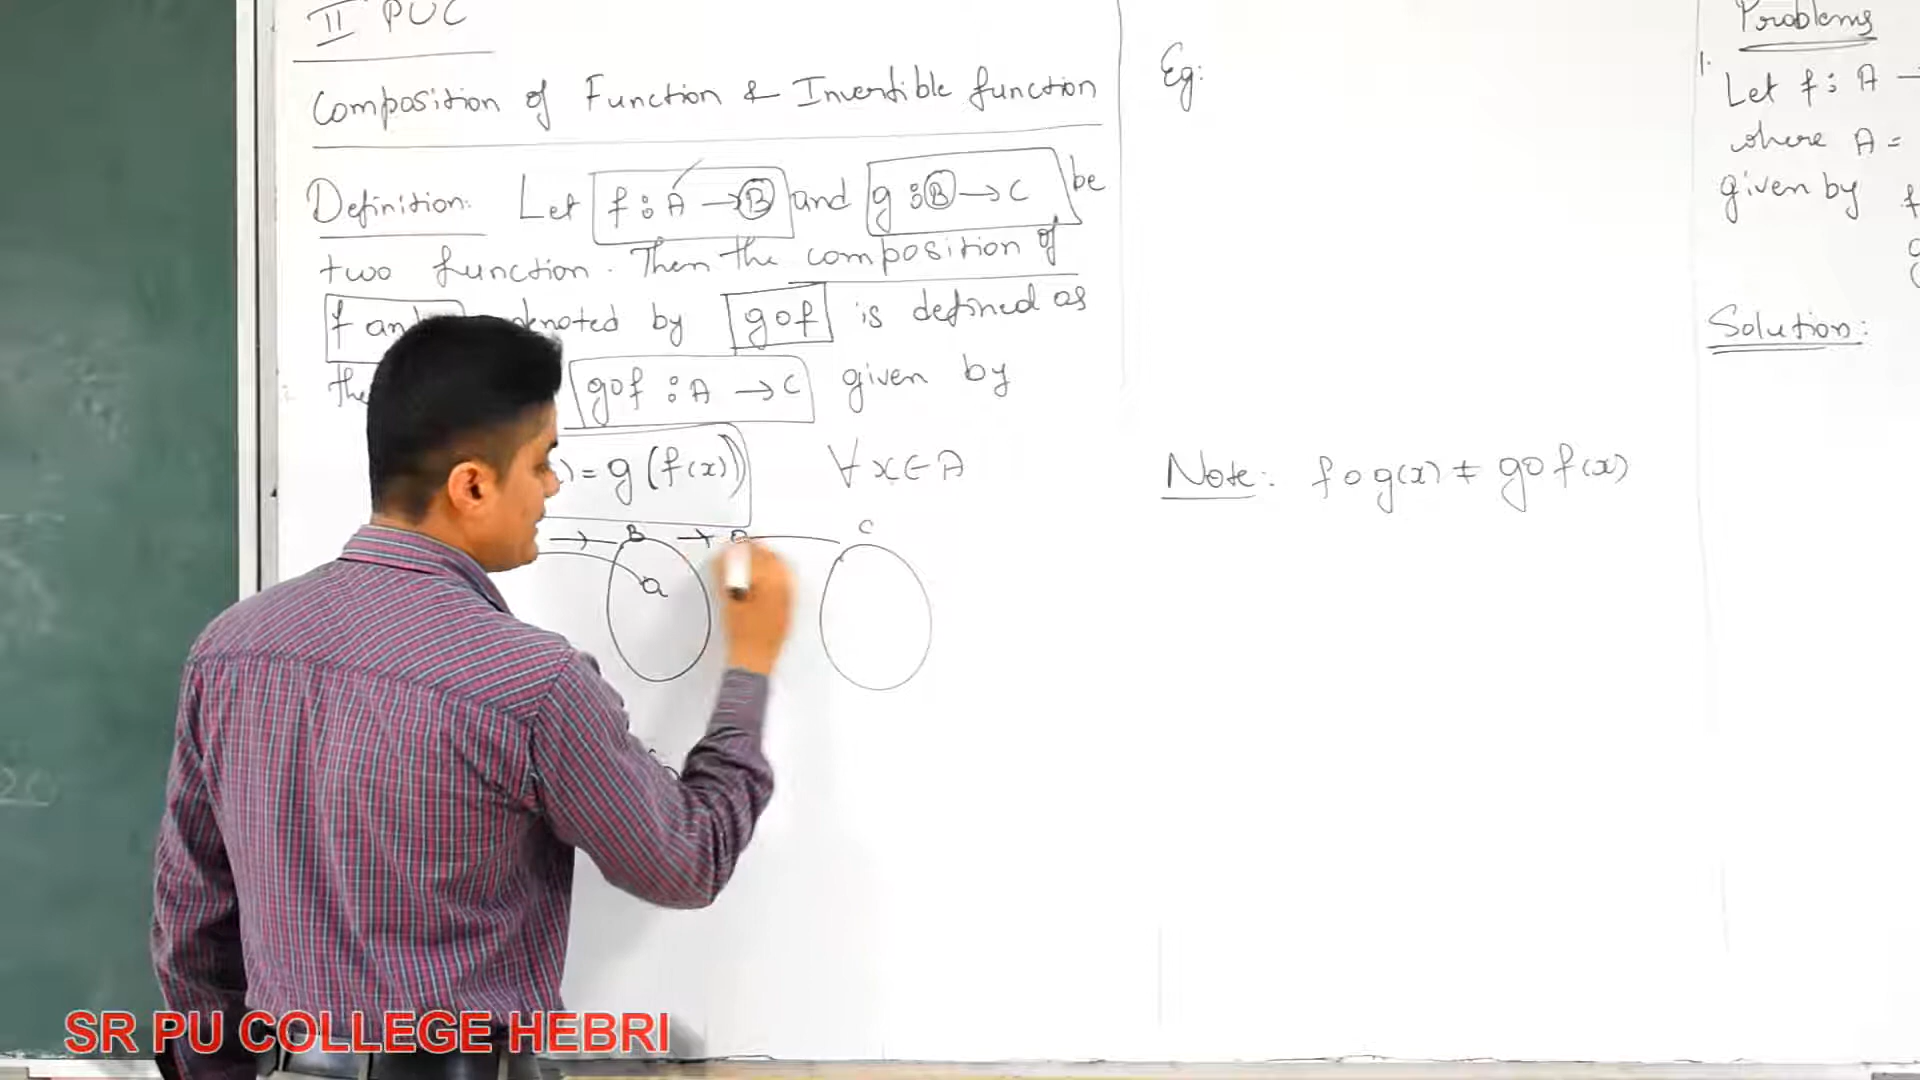 II PUC
Composition of Function & Invertible function
Definition: Let f : A → B and g : B → C be
two function. Then the composition of
f and denoted by gof is defined as
the gof : A → C given by
) = g (f(x)) ∀ x ∈ A
B C
a
Eg:
Note: fog(x) ≠ gof(x)
Problems
1. Let f : A →
where A =
given by f
Solution:
SR PU COLLEGE HEBRI